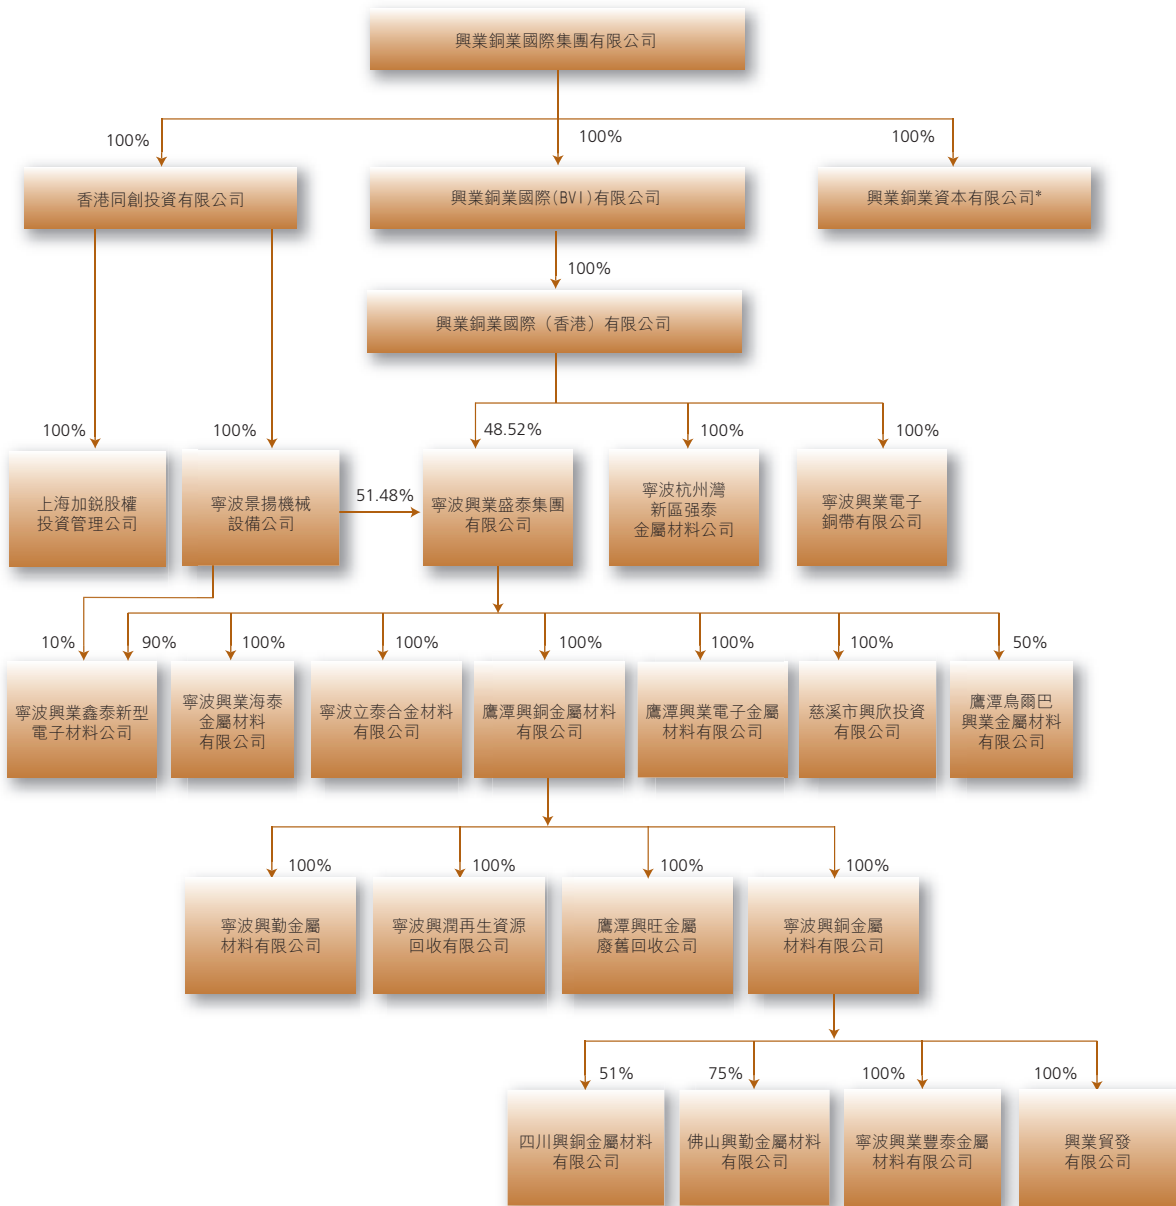 興業銅業國際集團有限公司
100%
100%
100%
香港同創投資有限公司
興業銅業國際(BVI)有限公司
興業銅業資本有限公司*
100%
興業銅業國際（香港）有限公司
100%
100%
48.52%
100%
100%
上海加銳股權
投資管理公司
寧波景揚機械
設備公司
51.48%
寧波興業盛泰集團
有限公司
寧波杭州灣
新區强泰
金屬材料公司
寧波興業電子
銅帶有限公司
10%
90%
100%
100%
100%
100%
100%
50%
寧波興業鑫泰新型
電子材料公司
寧波興業海泰
金屬材料
有限公司
寧波立泰合金材料
有限公司
鷹潭興銅金屬材料
有限公司
鷹潭興業電子金屬
材料有限公司
慈溪市興欣投資
有限公司
鷹潭烏爾巴
興業金屬材料
有限公司
100%
100%
100%
100%
寧波興勤金屬
材料有限公司
寧波興潤再生資源
回收有限公司
鷹潭興旺金屬
廢舊回收公司
寧波興銅金屬
材料有限公司
51%
75%
100%
100%
四川興銅金屬材料
有限公司
佛山興勤金屬材料
有限公司
寧波興業豐泰金屬
材料有限公司
興業貿發
有限公司